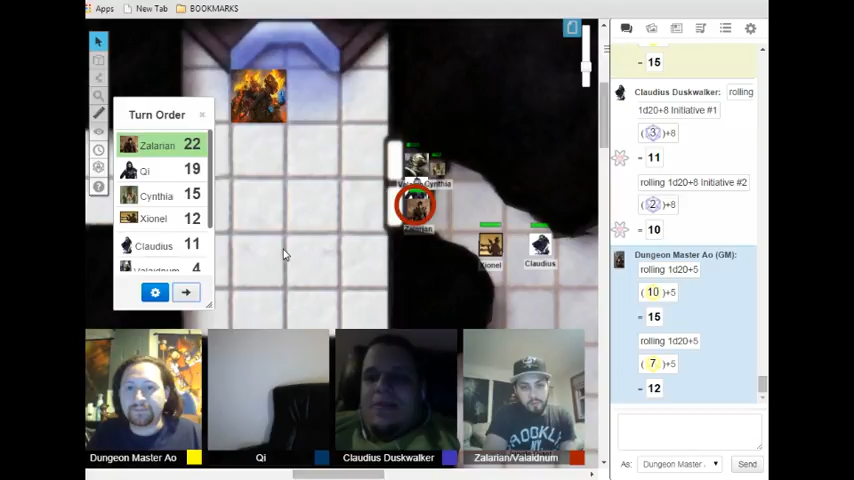 Apps
New Tab
BOOKMARKS
Turn Order
Zalarian 22
Qi 19
Cynthia 15
Xionel 12
Claudius 11
4
Cynthia
Zalarian
Xionel
Claudius
= 15
Claudius Duskwalker: rolling
1d20+8 Initiative #1
(3)+8
= 11
rolling 1d20+8 Initiative #2
(2)+8
= 10
Dungeon Master Ao (GM):
rolling 1d20+5
(10)+5
= 15
rolling 1d20+5
(7)+5
= 12
As: Dungeon Master
Send
BROOKLYN
Dungeon Master Ao
Qi
Claudius Duskwalker
Zalarian/Valaidnum